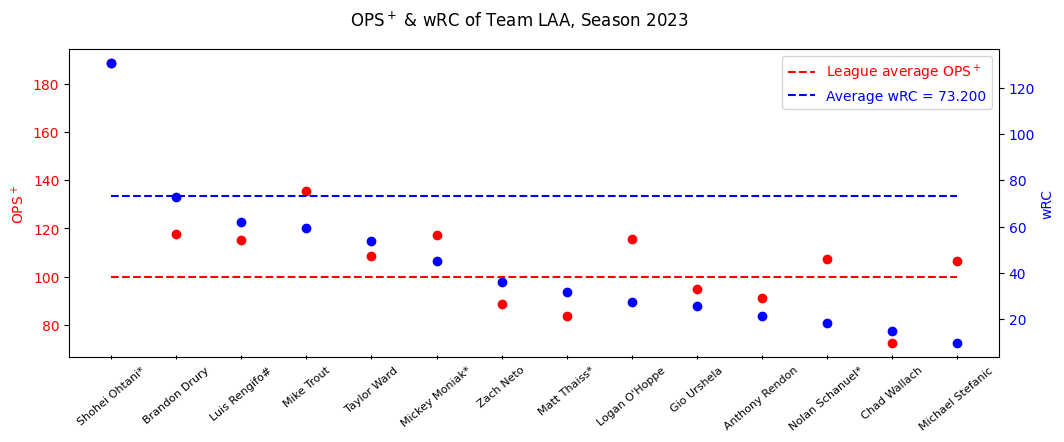 OPS+ & wRC of Team LAA, Season 2023
League average OPS+
Average wRC = 73.200
OPS+
180
160
140
120
100
80
wRC
120
100
80
60
40
20
Shohei Ohtani*
Brandon Drury
Luis Rengifo#
Mike Trout
Taylor Ward
Mickey Moniak*
Zach Neto
Matt Thaiss*
Logan O'Hoppe
Gio Urshela
Anthony Rendon
Nolan Schanuel*
Chad Wallach
Michael Stefanic